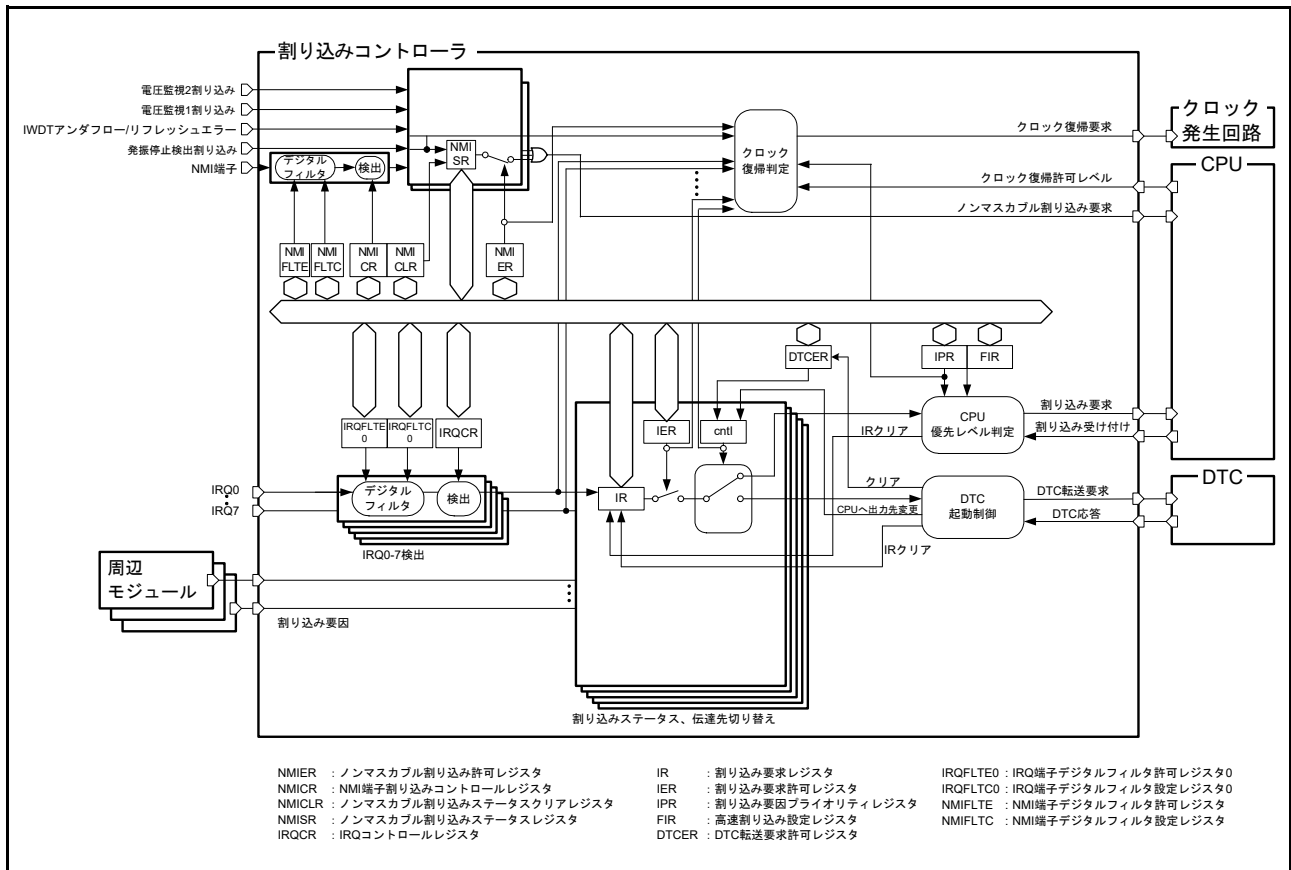 割り込みコントローラ
電圧監視2割り込み
電圧監視1割り込み
IWDTアンダフロー/リフレッシュエラー
発振停止検出割り込み
NMI端子
デジタル
フィルタ
検出
NMI
SR
NMI
FLTE
NMI
FLTC
NMI
CR
NMI
CLR
NMI
ER
クロック
復帰判定
クロック復帰要求
クロック復帰許可レベル
ノンマスカブル割り込み要求
クロック
発生回路
CPU
DTCER
IPR
FIR
IRQFLTE
0
IRQFLTC
0
IRQCR
IER
cntl
CPU
優先レベル判定
割り込み要求
割り込み受け付け
IRクリア
IRQ0
IRQ7
デジタル
フィルタ
検出
IRQ0-7検出
IR
クリア
CPUへ出力先変更
IRクリア
DTC
起動制御
DTC転送要求
DTC応答
DTC
周辺
モジュール
割り込み要因
割り込みステータス、伝達先切り替え
NMIER : ノンマスカブル割り込み許可レジスタ
NMICR : NMI端子割り込みコントロールレジスタ
NMICLR : ノンマスカブル割り込みステータスクリアレジスタ
NMISR : ノンマスカブル割り込みステータスレジスタ
IRQCR : IRQコントロールレジスタ
IR : 割り込み要求レジスタ
IER : 割り込み要求許可レジスタ
IPR : 割り込み要因プライオリティレジスタ
FIR : 高速割り込み設定レジスタ
DTCER : DTC転送要求許可レジスタ
IRQFLTE0 : IRQ端子デジタルフィルタ許可レジスタ0
IRQFLTC0 : IRQ端子デジタルフィルタ設定レジスタ0
NMIFLTE : NMI端子デジタルフィルタ許可レジスタ
NMIFLTC : NMI端子デジタルフィルタ設定レジスタ